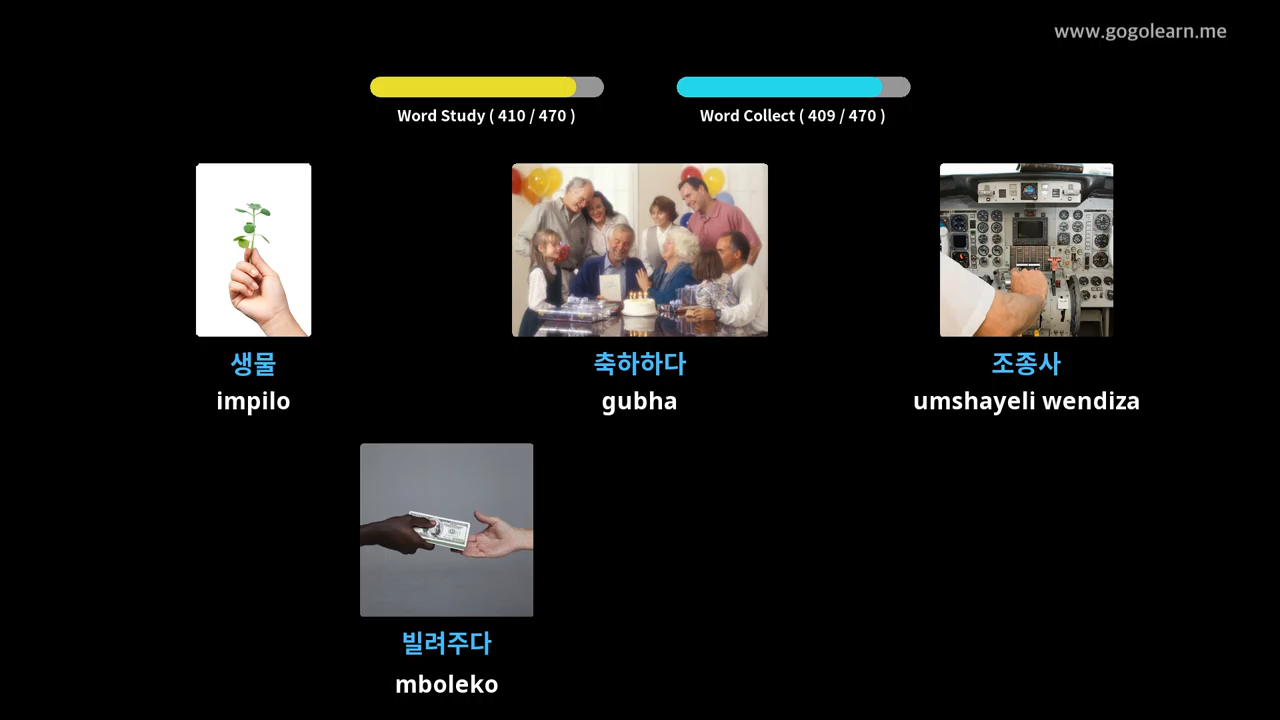 www.gogolearn.me
Word Study ( 410 / 470 )
Word Collect ( 409 / 470 )
생물
impilo
축하하다
gubha
조종사
umshayeli wendiza
빌려주다
mboleko